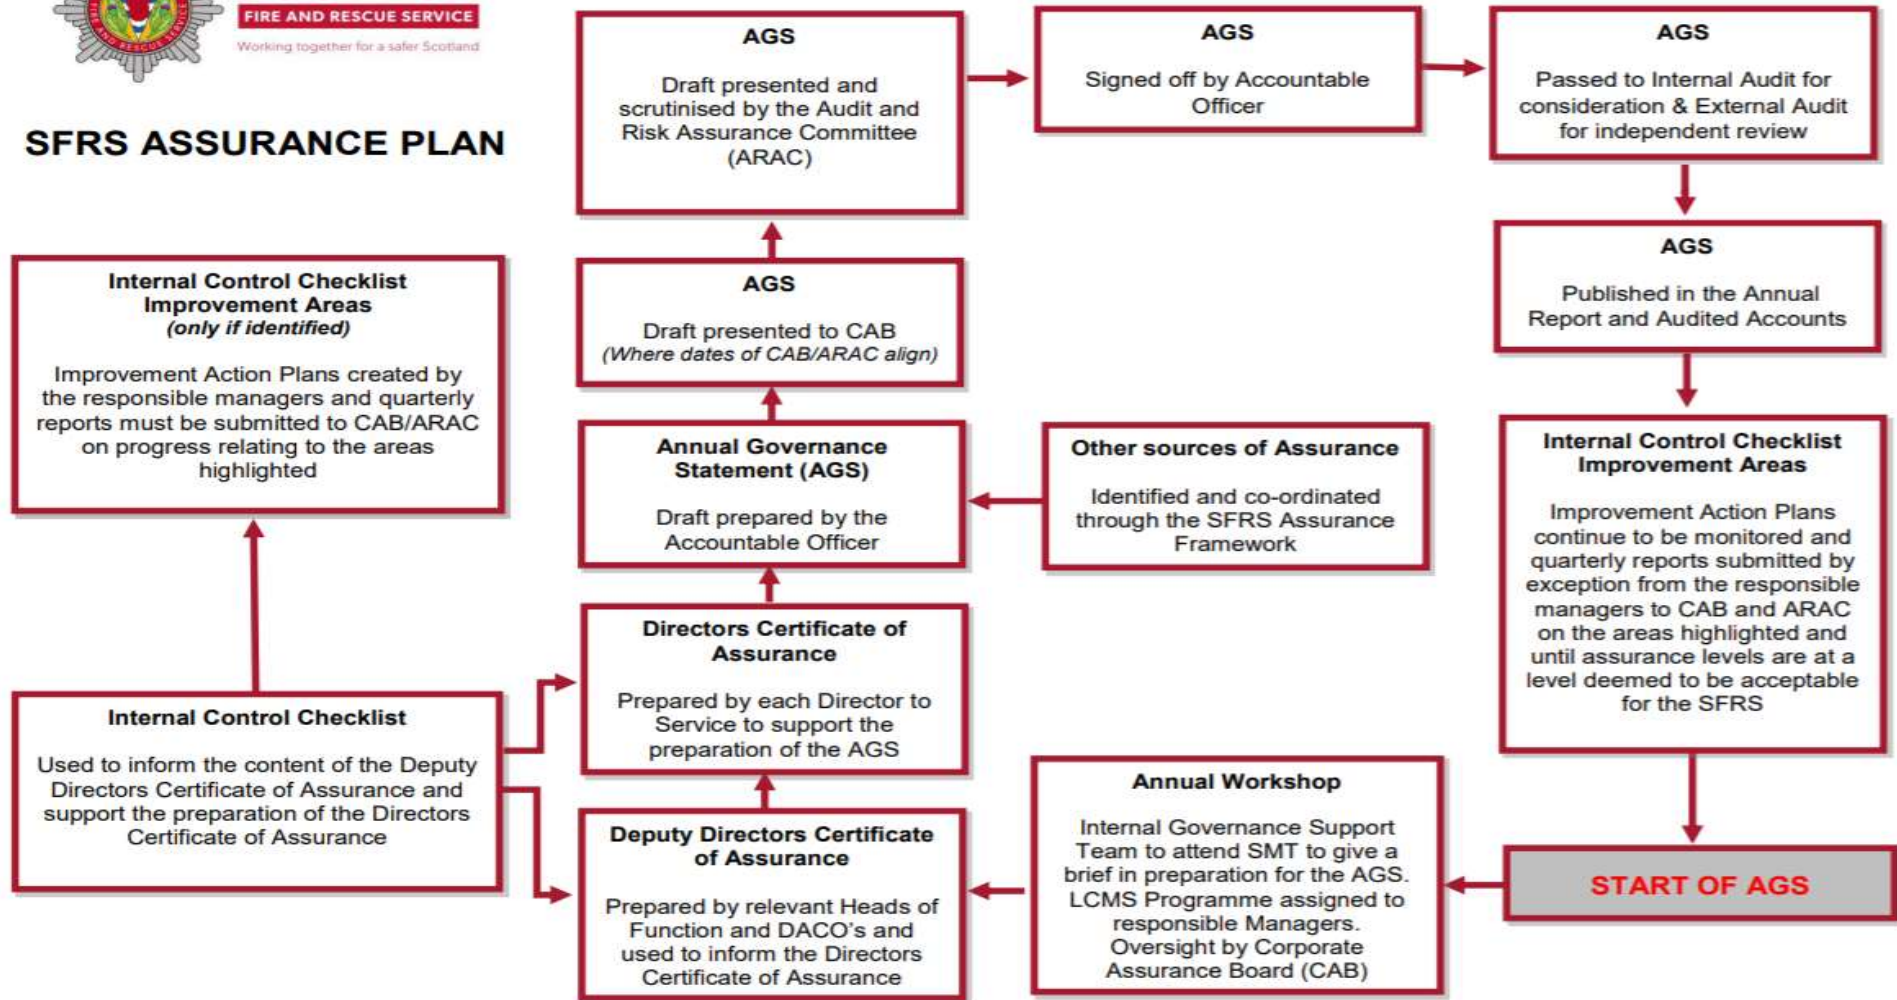 FIRE AND RESCUE SERVICE
Working together for a safer Scotland
SFRS ASSURANCE PLAN
AGS
Draft presented and
scrutinised by the Audit and
Risk Assurance Committee
(ARAC)
AGS
Signed off by Accountable
Officer
AGS
Passed to Internal Audit for
consideration & External Audit
for independent review
AGS
Published in the Annual
Report and Audited Accounts
Internal Control Checklist
Improvement Areas
(only if identified)
Improvement Action Plans created by
the responsible managers and quarterly
reports must be submitted to CAB/ARAC
on progress relating to the areas
highlighted
AGS
Draft presented to CAB
(Where dates of CAB/ARAC align)
Annual Governance
Statement (AGS)
Draft prepared by the
Accountable Officer
Other sources of Assurance
Identified and co-ordinated
through the SFRS Assurance
Framework
Internal Control Checklist
Improvement Areas
Improvement Action Plans
continue to be monitored and
quarterly reports submitted by
exception from the responsible
managers to CAB and ARAC
on the areas highlighted and
until assurance levels are at a
level deemed to be acceptable
for the SFRS
Directors Certificate of
Assurance
Prepared by each Director to
Service to support the
preparation of the AGS
Internal Control Checklist
Used to inform the content of the Deputy
Directors Certificate of Assurance and
support the preparation of the Directors
Certificate of Assurance
Deputy Directors Certificate
of Assurance
Prepared by relevant Heads of
Function and DACO's and
used to inform the Directors
Certificate of Assurance
Annual Workshop
Internal Governance Support
Team to attend SMT to give a
brief in preparation for the AGS.
LCMS Programme assigned to
responsible Managers.
Oversight by Corporate
Assurance Board (CAB)
START OF AGS